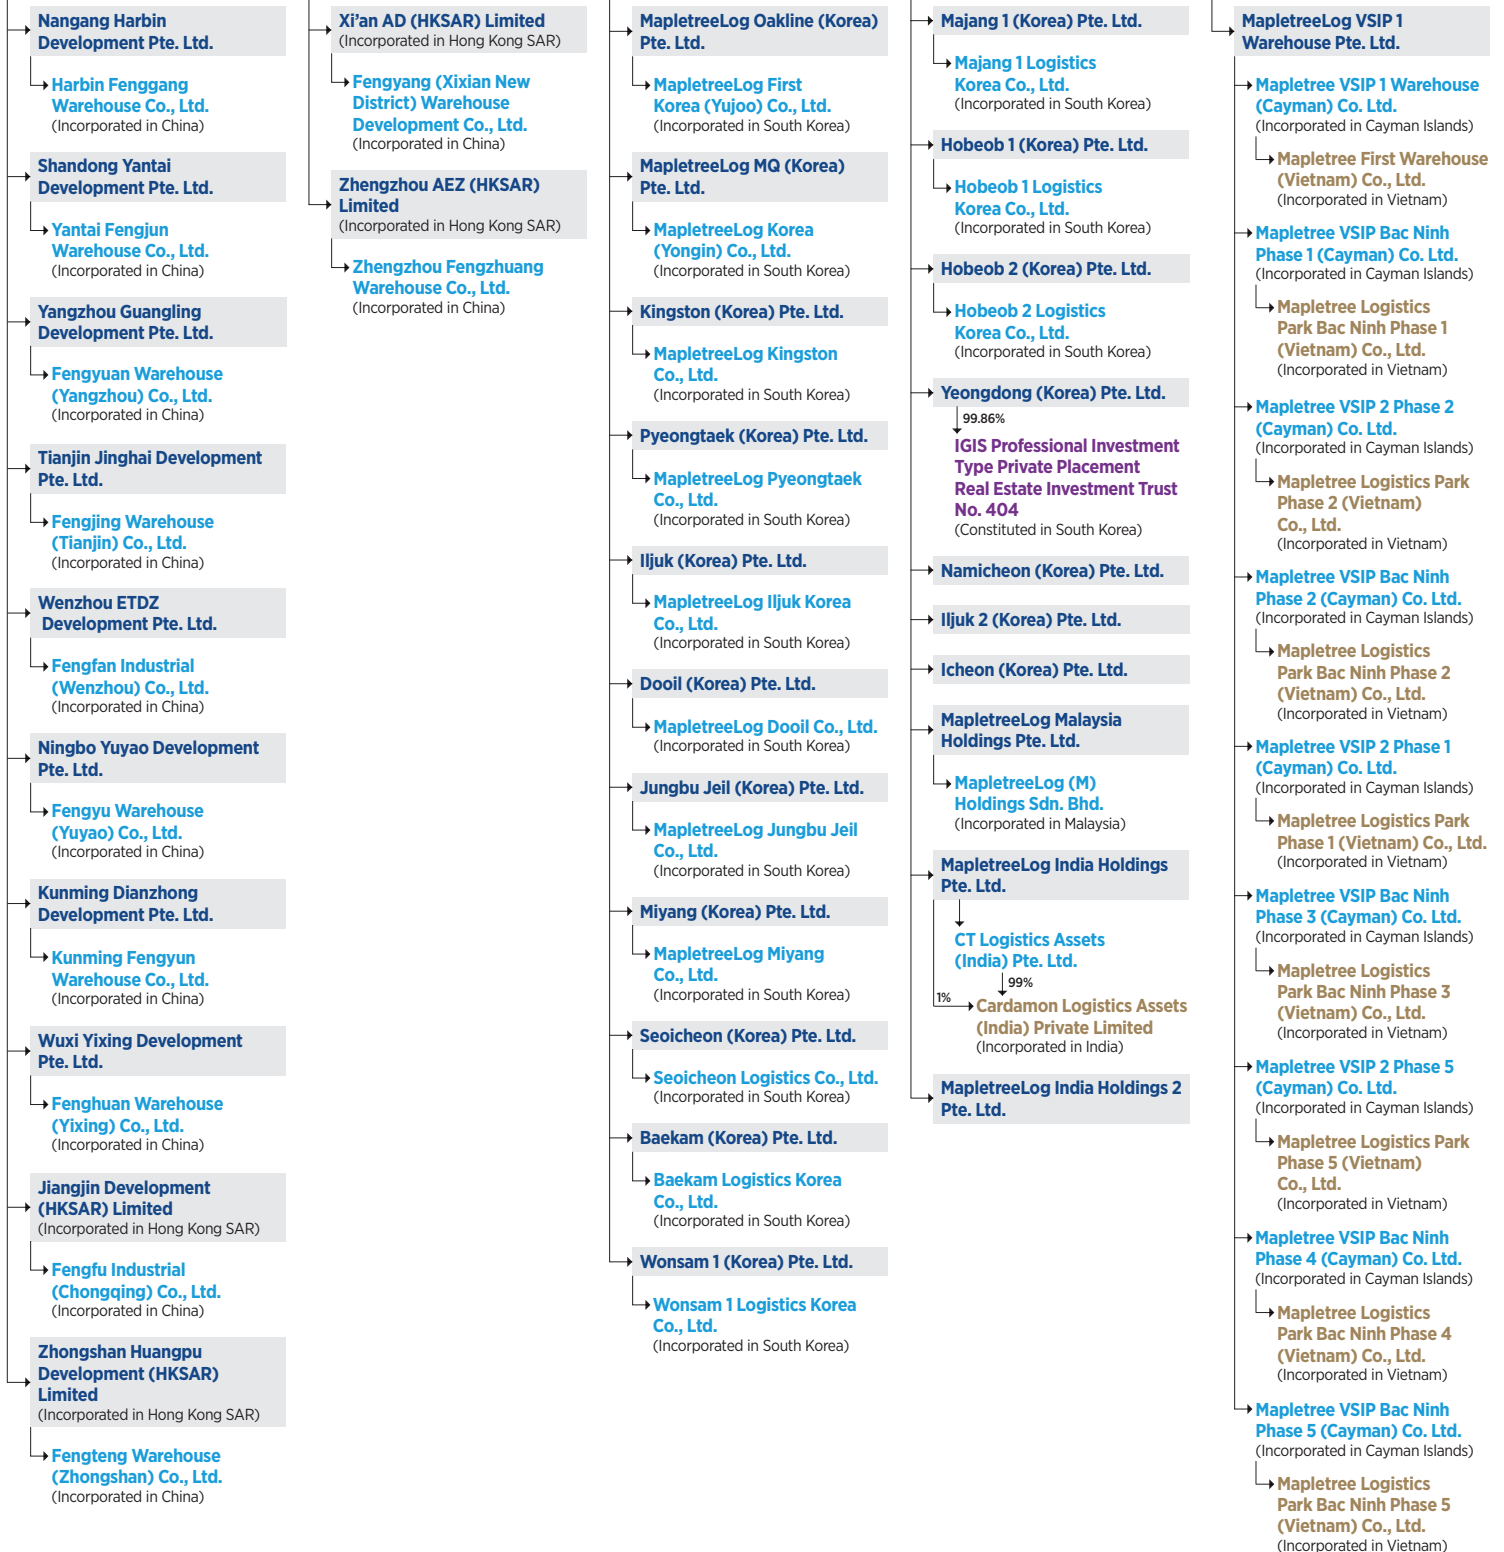 Nangang Harbin
Development Pte. Ltd.
Harbin Fenggang
Warehouse Co., Ltd.
(Incorporated in China)
Shandong Yantai
Development Pte. Ltd.
Yantai Fengjun
Warehouse Co., Ltd.
(Incorporated in China)
Yangzhou Guangling
Development Pte. Ltd.
Fengyuan Warehouse
(Yangzhou) Co., Ltd.
(Incorporated in China)
Tianjin Jinghai Development
Pte. Ltd.
Fengjing Warehouse
(Tianjin) Co., Ltd.
(Incorporated in China)
Wenzhou ETDZ
Development Pte. Ltd.
Fengfan Industrial
(Wenzhou) Co., Ltd.
(Incorporated in China)
Ningbo Yuyao Development
Pte. Ltd.
Fengyu Warehouse
(Yuyao) Co., Ltd.
(Incorporated in China)
Kunming Dianzhong
Development Pte. Ltd.
Kunming Fengyun
Warehouse Co., Ltd.
(Incorporated in China)
Wuxi Yixing Development
Pte. Ltd.
Fenghuan Warehouse
(Yixing) Co., Ltd.
(Incorporated in China)
Jiangjin Development
(HKSAR) Limited
(Incorporated in Hong Kong SAR)
Fengfu Industrial
(Chongqing) Co., Ltd.
(Incorporated in China)
Zhongshan Huangpu
Development (HKSAR)
Limited
(Incorporated in Hong Kong SAR)
Fengteng Warehouse
(Zhongshan) Co., Ltd.
(Incorporated in China)
Xi'an AD (HKSAR) Limited
(Incorporated in Hong Kong SAR)
Fengyang (Xixian New
District) Warehouse
Development Co., Ltd.
(Incorporated in China)
Zhengzhou AEZ (HKSAR)
Limited
(Incorporated in Hong Kong SAR)
Zhengzhou Fengzhuang
Warehouse Co., Ltd.
(Incorporated in China)
MapletreeLog Oakline (Korea)
Pte. Ltd.
MapletreeLog First
Korea (Yujoo) Co., Ltd.
(Incorporated in South Korea)
MapletreeLog MQ (Korea)
Pte. Ltd.
MapletreeLog Korea
(Yongin) Co., Ltd.
(Incorporated in South Korea)
Kingston (Korea) Pte. Ltd.
MapletreeLog Kingston
Co., Ltd.
(Incorporated in South Korea)
Pyeongtaek (Korea) Pte. Ltd.
MapletreeLog Pyeongtaek
Co., Ltd.
(Incorporated in South Korea)
Iljuk (Korea) Pte. Ltd.
MapletreeLog Iljuk Korea
Co., Ltd.
(Incorporated in South Korea)
Dooil (Korea) Pte. Ltd.
MapletreeLog Dooil Co., Ltd.
(Incorporated in South Korea)
Jungbu Jeil (Korea) Pte. Ltd.
MapletreeLog Jungbu Jeil
Co., Ltd.
(Incorporated in South Korea)
Miyang (Korea) Pte. Ltd.
MapletreeLog Miyang
Co., Ltd.
(Incorporated in South Korea)
Seoicheon (Korea) Pte. Ltd.
Seoicheon Logistics Co., Ltd.
(Incorporated in South Korea)
Baekam (Korea) Pte. Ltd.
Baekam Logistics Korea
Co., Ltd.
(Incorporated in South Korea)
Wonsam 1 (Korea) Pte. Ltd.
Wonsam 1 Logistics Korea
Co., Ltd.
(Incorporated in South Korea)
Majang 1 (Korea) Pte. Ltd.
Majang 1 Logistics
Korea Co., Ltd.
(Incorporated in South Korea)
Hobeob 1 (Korea) Pte. Ltd.
Hobeob 1 Logistics
Korea Co., Ltd.
(Incorporated in South Korea)
Hobeob 2 (Korea) Pte. Ltd.
Hobeob 2 Logistics
Korea Co., Ltd.
(Incorporated in South Korea)
Yeongdong (Korea) Pte. Ltd.
99.86%
IGIS Professional Investment
Type Private Placement
Real Estate Investment Trust
No. 404
(Constituted in South Korea)
Namicheon (Korea) Pte. Ltd.
Iljuk 2 (Korea) Pte. Ltd.
Icheon (Korea) Pte. Ltd.
MapletreeLog Malaysia
Holdings Pte. Ltd.
MapletreeLog (M)
Holdings Sdn. Bhd.
(Incorporated in Malaysia)
MapletreeLog India Holdings
Pte. Ltd.
CT Logistics Assets
(India) Pte. Ltd.
99%
1%
Cardamon Logistics Assets
(India) Private Limited
(Incorporated in India)
MapletreeLog India Holdings 2
Pte. Ltd.
MapletreeLog VSIP 1
Warehouse Pte. Ltd.
Mapletree VSIP 1 Warehouse
(Cayman) Co. Ltd.
(Incorporated in Cayman Islands)
Mapletree First Warehouse
(Vietnam) Co., Ltd.
(Incorporated in Vietnam)
Mapletree VSIP Bac Ninh
Phase 1 (Cayman) Co. Ltd.
(Incorporated in Cayman Islands)
Mapletree Logistics
Park Bac Ninh Phase 1
(Vietnam) Co., Ltd.
(Incorporated in Vietnam)
Mapletree VSIP 2 Phase 2
(Cayman) Co. Ltd.
(Incorporated in Cayman Islands)
Mapletree Logistics Park
Phase 2 (Vietnam)
Co., Ltd.
(Incorporated in Vietnam)
Mapletree VSIP Bac Ninh
Phase 2 (Cayman) Co. Ltd.
(Incorporated in Cayman Islands)
Mapletree Logistics
Park Bac Ninh Phase 2
(Vietnam) Co., Ltd.
(Incorporated in Vietnam)
Mapletree VSIP 2 Phase 1
(Cayman) Co. Ltd.
(Incorporated in Cayman Islands)
Mapletree Logistics Park
Phase 1 (Vietnam) Co., Ltd.
(Incorporated in Vietnam)
Mapletree VSIP Bac Ninh
Phase 3 (Cayman) Co. Ltd.
(Incorporated in Cayman Islands)
Mapletree Logistics
Park Bac Ninh Phase 3
(Vietnam) Co., Ltd.
(Incorporated in Vietnam)
Mapletree VSIP 2 Phase 5
(Cayman) Co. Ltd.
(Incorporated in Cayman Islands)
Mapletree Logistics Park
Phase 5 (Vietnam)
Co., Ltd.
(Incorporated in Vietnam)
Mapletree VSIP Bac Ninh
Phase 4 (Cayman) Co. Ltd.
(Incorporated in Cayman Islands)
Mapletree Logistics
Park Bac Ninh Phase 4
(Vietnam) Co., Ltd.
(Incorporated in Vietnam)
Mapletree VSIP Bac Ninh
Phase 5 (Cayman) Co. Ltd.
(Incorporated in Cayman Islands)
Mapletree Logistics
Park Bac Ninh Phase 5
(Vietnam) Co., Ltd.
(Incorporated in Vietnam)